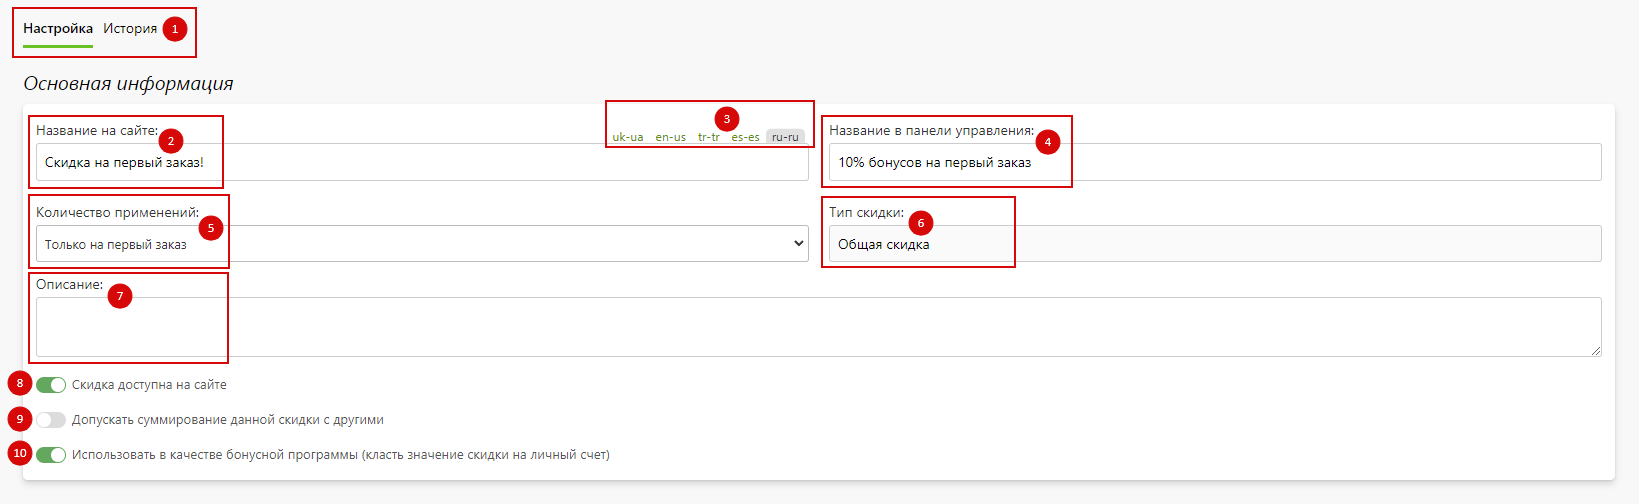 Настройка История 1
Основная информация
Название на сайте: 2
uk-ua en-us tr-tr es-es ru-ru 3
Скидка на первый заказ!
Название в панели управления: 4
10% бонусов на первый заказ
Количество применений: 5
Только на первый заказ
Тип скидки: 6
Общая скидка
Описание: 7
8 Скидка доступна на сайте
9 Допускать суммирование данной скидки с другими
10 Использовать в качестве бонусной программы (класть значение скидки на личный счет)